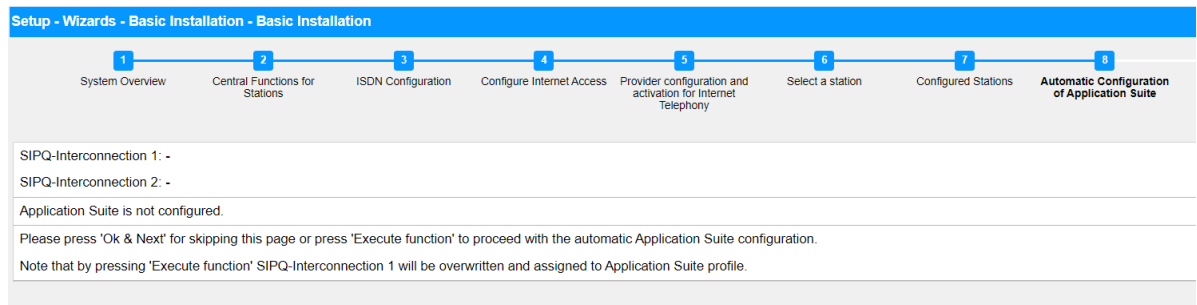 Setup - Wizards - Basic Installation - Basic Installation
1
2
3
4
5
6
7
8
System Overview
Central Functions for
Stations
ISDN Configuration
Configure Internet Access
Provider configuration and
activation for Internet
Telephony
Select a station
Configured Stations
Automatic Configuration
of Application Suite
SIPQ-Interconnection 1: -
SIPQ-Interconnection 2: -
Application Suite is not configured.
Please press 'Ok & Next' for skipping this page or press 'Execute function' to proceed with the automatic Application Suite configuration.
Note that by pressing 'Execute function' SIPQ-Interconnection 1 will be overwritten and assigned to Application Suite profile.